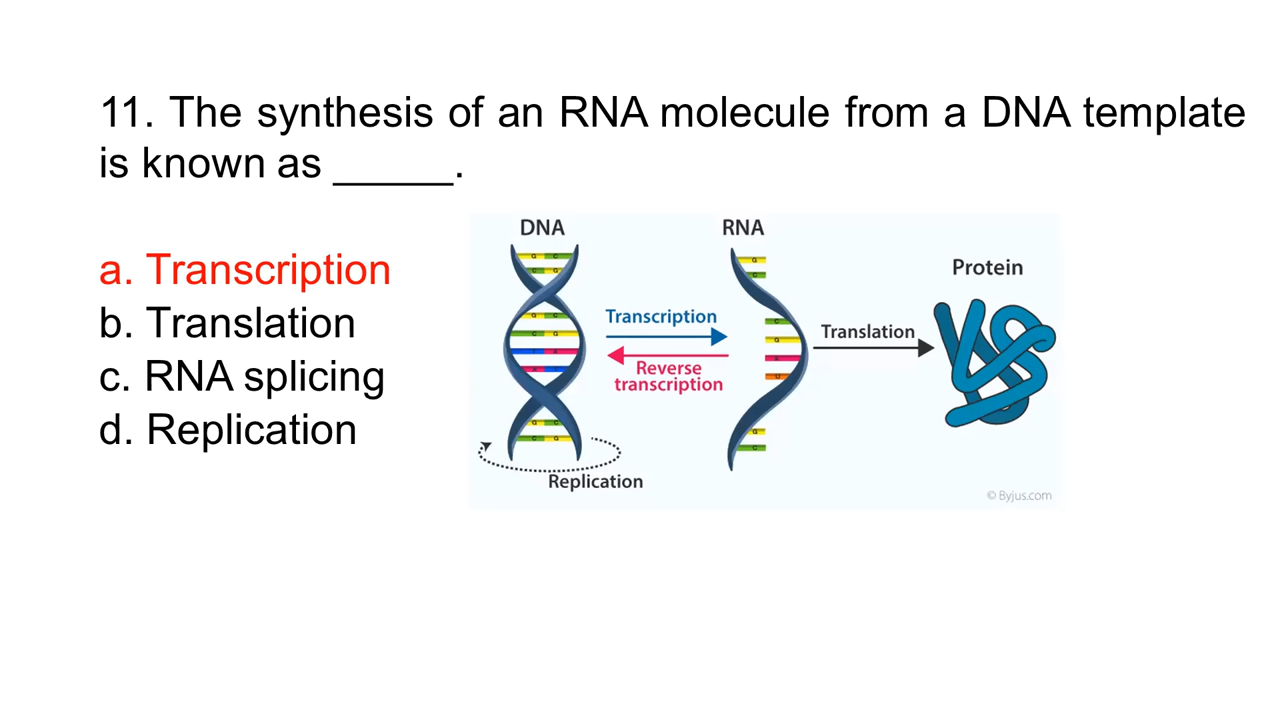 11. The synthesis of an RNA molecule from a DNA template
is known as _____.
a. Transcription
b. Translation
c. RNA splicing
d. Replication
DNA
RNA
Protein
Transcription
Reverse
transcription
Translation
Replication
© Byjus.com